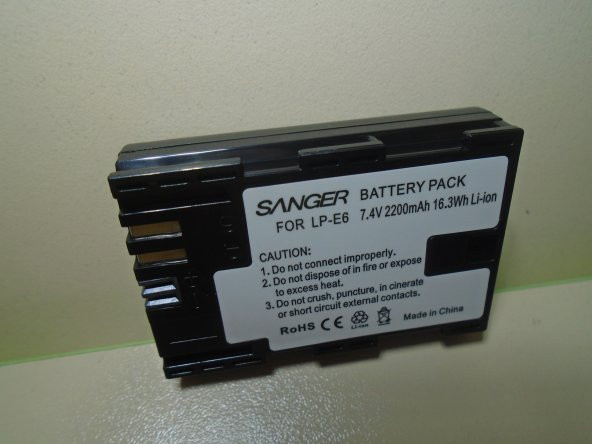 SANGER BATTERY PACK
FOR LP-E6 7.4V 2200mAh 16.3Wh Li-ion
CAUTION:
1. Do not connect improperly.
2. Do not dispose of in fire or expose
to excess heat.
3. Do not crush, puncture, in cinerate
or short circuit external contacts.
RoHS CE LI-ION Made in China